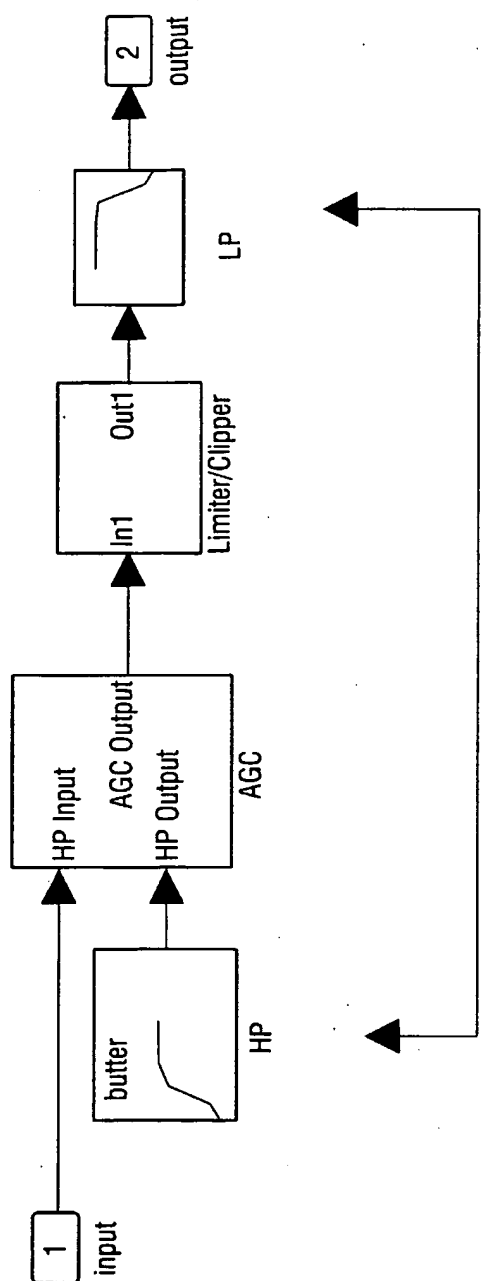 1
input
butter
HP
HP Input
AGC Output
HP Output
AGC
In1
Out1
Limiter/Clipper
LP
2
output